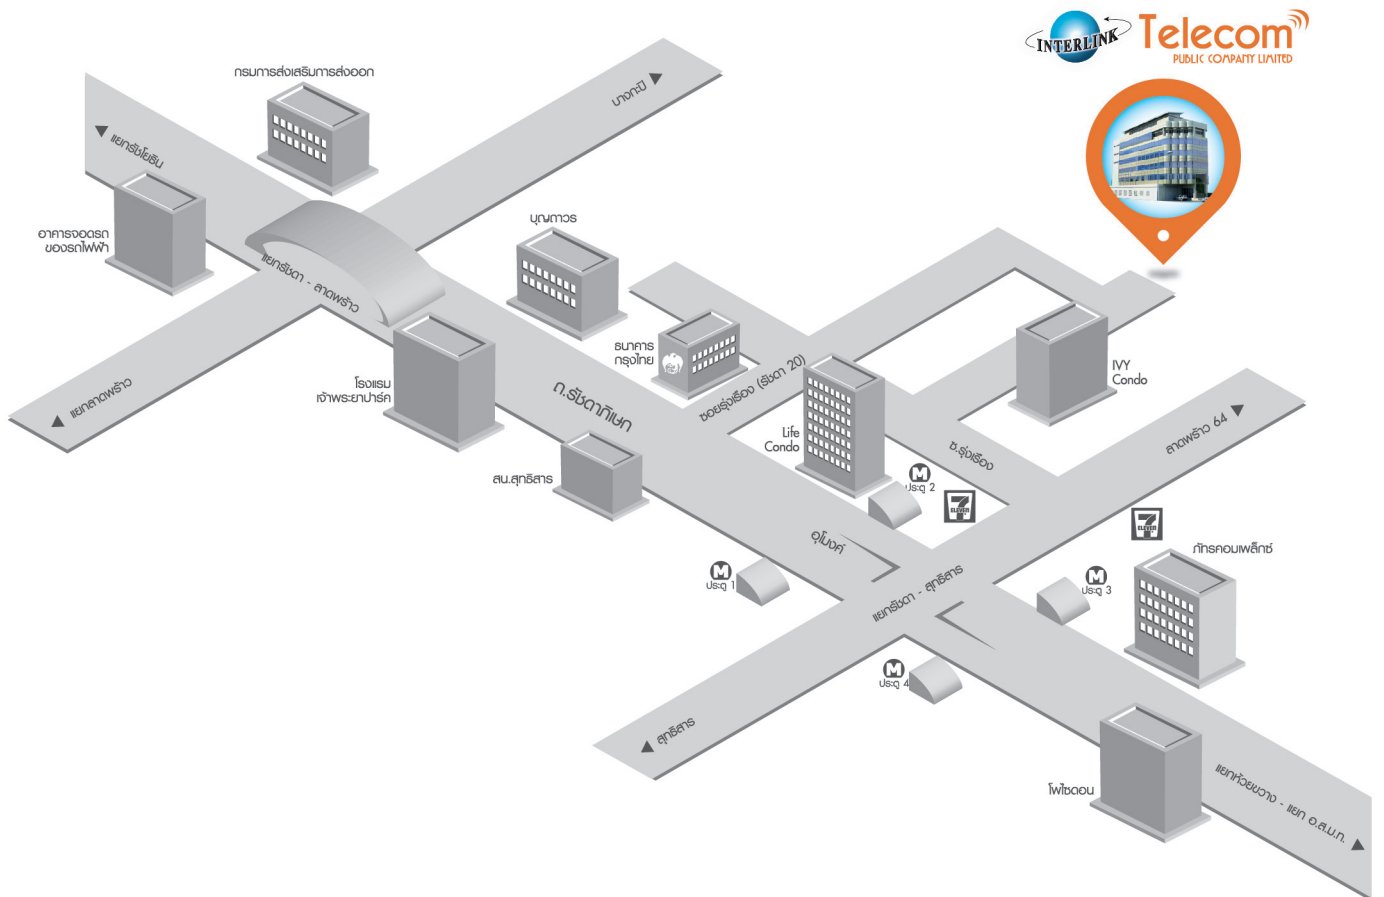 INTERLINK
Telecom
PUBLIC COMPANY LIMITED
กรมการส่งเสริมการส่งออก
บางกะปิ
แยกรัชโยธิน
อาคารจอดรถ
ของรถไฟฟ้า
บุญถาวร
แยกรัชดา - ลาดพร้าว
ธนาคาร
กรุงไทย
แยกลาดพร้าว
โรงแรม
เจ้าพระยาปาร์ค
ถ.รัชดาภิเษก
ซอยรุ่งเรือง (รัชดา 20)
IVY
Condo
Life
Condo
ลาดพร้าว 64
ซ.รุ่งเรือง
สน.สุทธิสาร
M
ประตู 2
7
ELEVEN
7
ELEVEN
อุโมงค์
ภัทรคอมเพล็กซ์
M
ประตู 1
แยกรัชดา - สุทธิสาร
M
ประตู 3
M
ประตู 4
สุทธิสาร
โพไซดอน
แยกห้วยขวาง - แยก อ.ส.ม.ท.